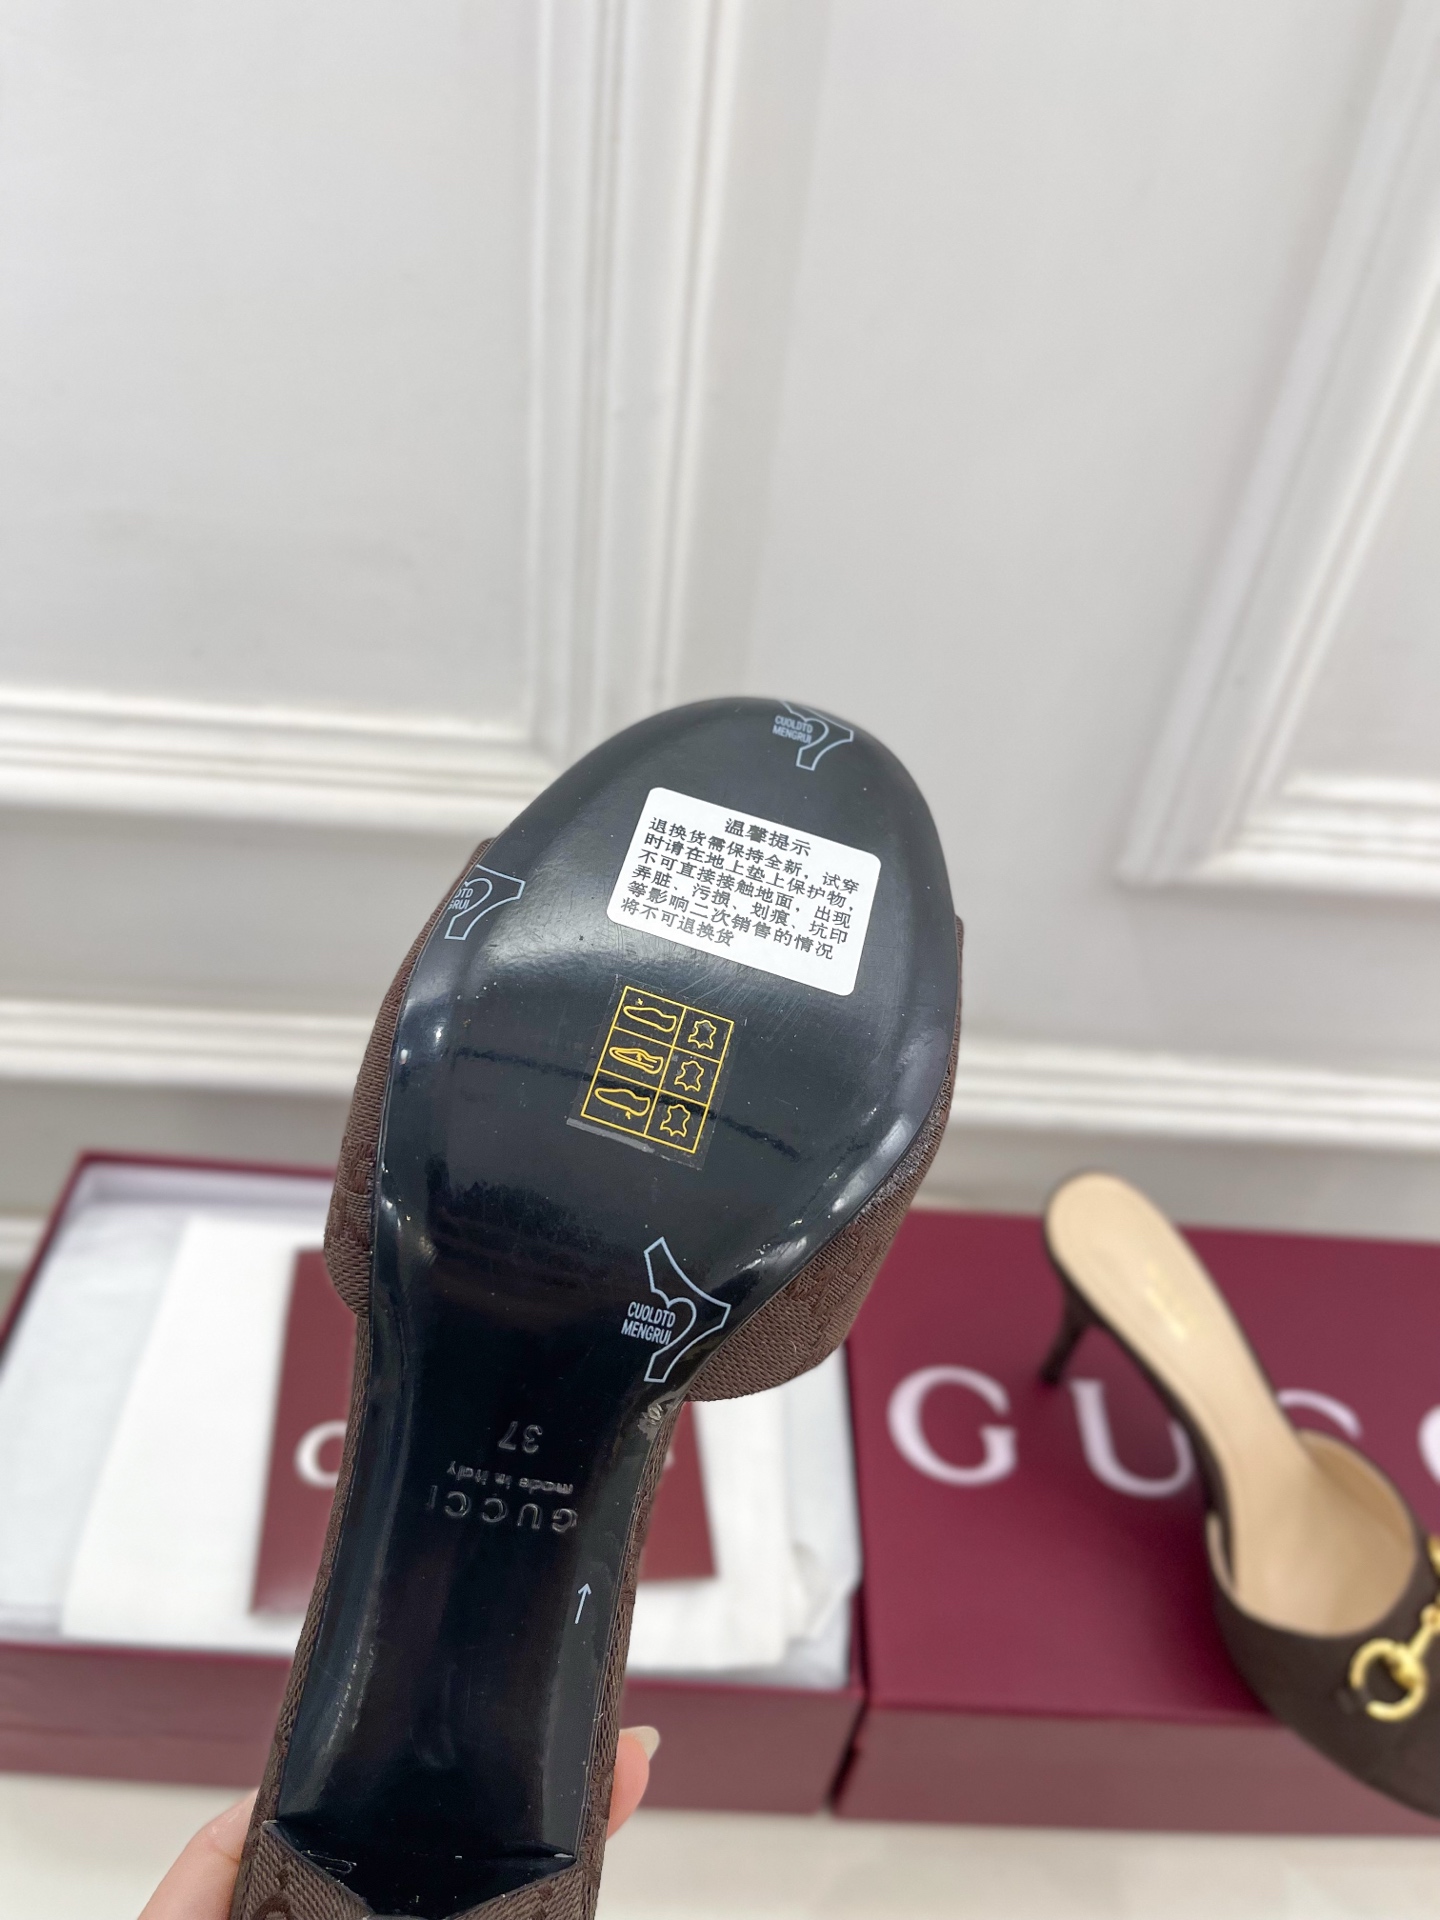 CUOLDTD
MENGRUI
温馨提示
退换货需保持全新，试穿
时请在地上垫上保护物，
不可直接接触地面，出现
弄脏、污损、划痕、坑印
等影响二次销售的情况
将不可退换货
DTD
GRUI
CUOLDTD
MENGRUI
37
made in italy
GUCCI
GUCC